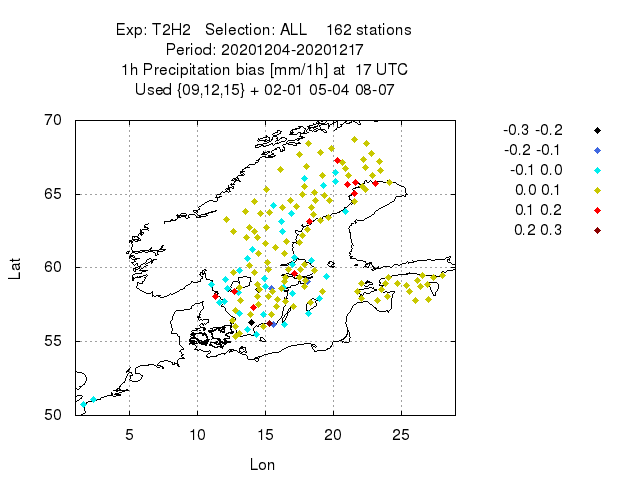 Exp: T2H2 Selection: ALL 162 stations
Period: 20201204-20201217
1h Precipitation bias [mm/1h] at 17 UTC
Used {09,12,15} + 02-01 05-04 08-07
70
65
60
55
50
5 10 15 20 25
Lat
Lon
-0.3 -0.2
-0.2 -0.1
-0.1 0.0
0.0 0.1
0.1 0.2
0.2 0.3